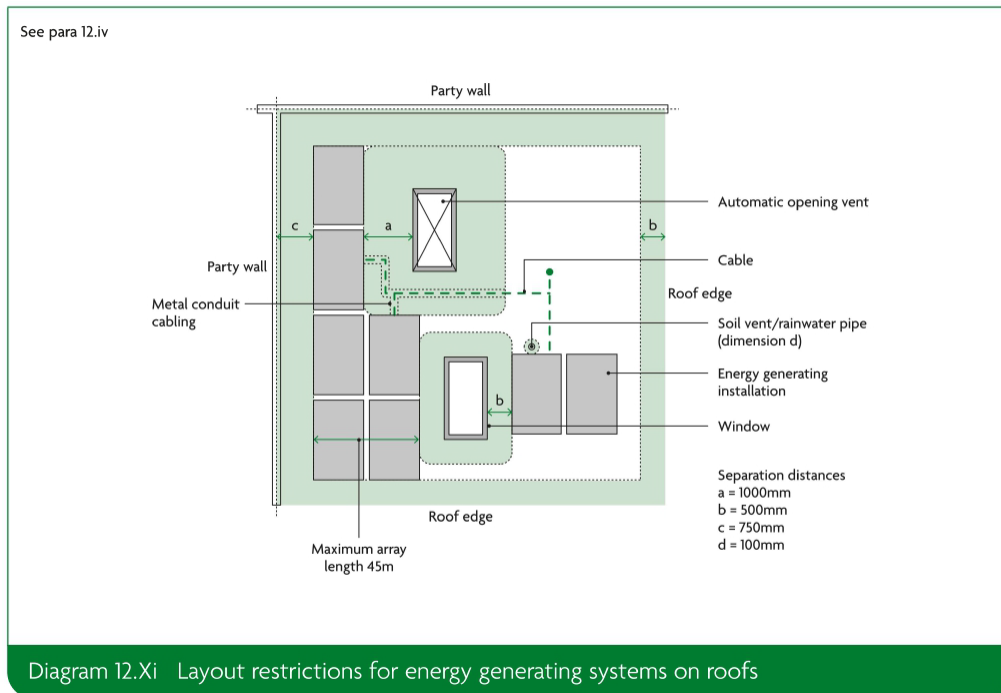 See para 12.iv
Party wall
Automatic opening vent
c
a
b
Party wall
Cable
Roof edge
Metal conduit
cabling
Soil vent/rainwater pipe
(dimension d)
Energy generating
installation
b
Window
Separation distances
a = 1000mm
b = 500mm
c = 750mm
d = 100mm
Roof edge
Maximum array
length 45m
Diagram 12.Xi Layout restrictions for energy generating systems on roofs